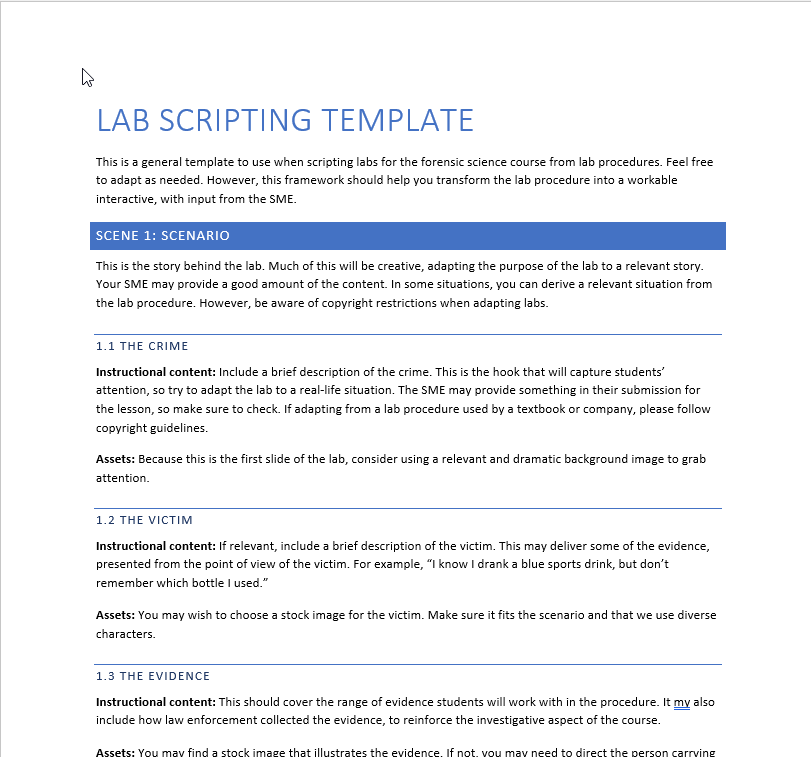 LAB SCRIPTING TEMPLATE
This is a general template to use when scripting labs for the forensic science course from lab procedures. Feel free
to adapt as needed. However, this framework should help you transform the lab procedure into a workable
interactive, with input from the SME.
SCENE 1: SCENARIO
This is the story behind the lab. Much of this will be creative, adapting the purpose of the lab to a relevant story.
Your SME may provide a good amount of the content. In some situations, you can derive a relevant situation from
the lab procedure. However, be aware of copyright restrictions when adapting labs.
1.1 THE CRIME
Instructional content: Include a brief description of the crime. This is the hook that will capture students’
attention, so try to adapt the lab to a real-life situation. The SME may provide something in their submission for
the lesson, so make sure to check. If adapting from a lab procedure used by a textbook or company, please follow
copyright guidelines.
Assets: Because this is the first slide of the lab, consider using a relevant and dramatic background image to grab
attention.
1.2 THE VICTIM
Instructional content: If relevant, include a brief description of the victim. This may deliver some of the evidence,
presented from the point of view of the victim. For example, “I know I drank a blue sports drink, but don’t
remember which bottle I used.”
Assets: You may wish to choose a stock image for the victim. Make sure it fits the scenario and that we use diverse
characters.
1.3 THE EVIDENCE
Instructional content: This should cover the range of evidence students will work with in the procedure. It my also
include how law enforcement collected the evidence, to reinforce the investigative aspect of the course.
Assets: You may find a stock image that illustrates the evidence. If not, you may need to direct the person carrying